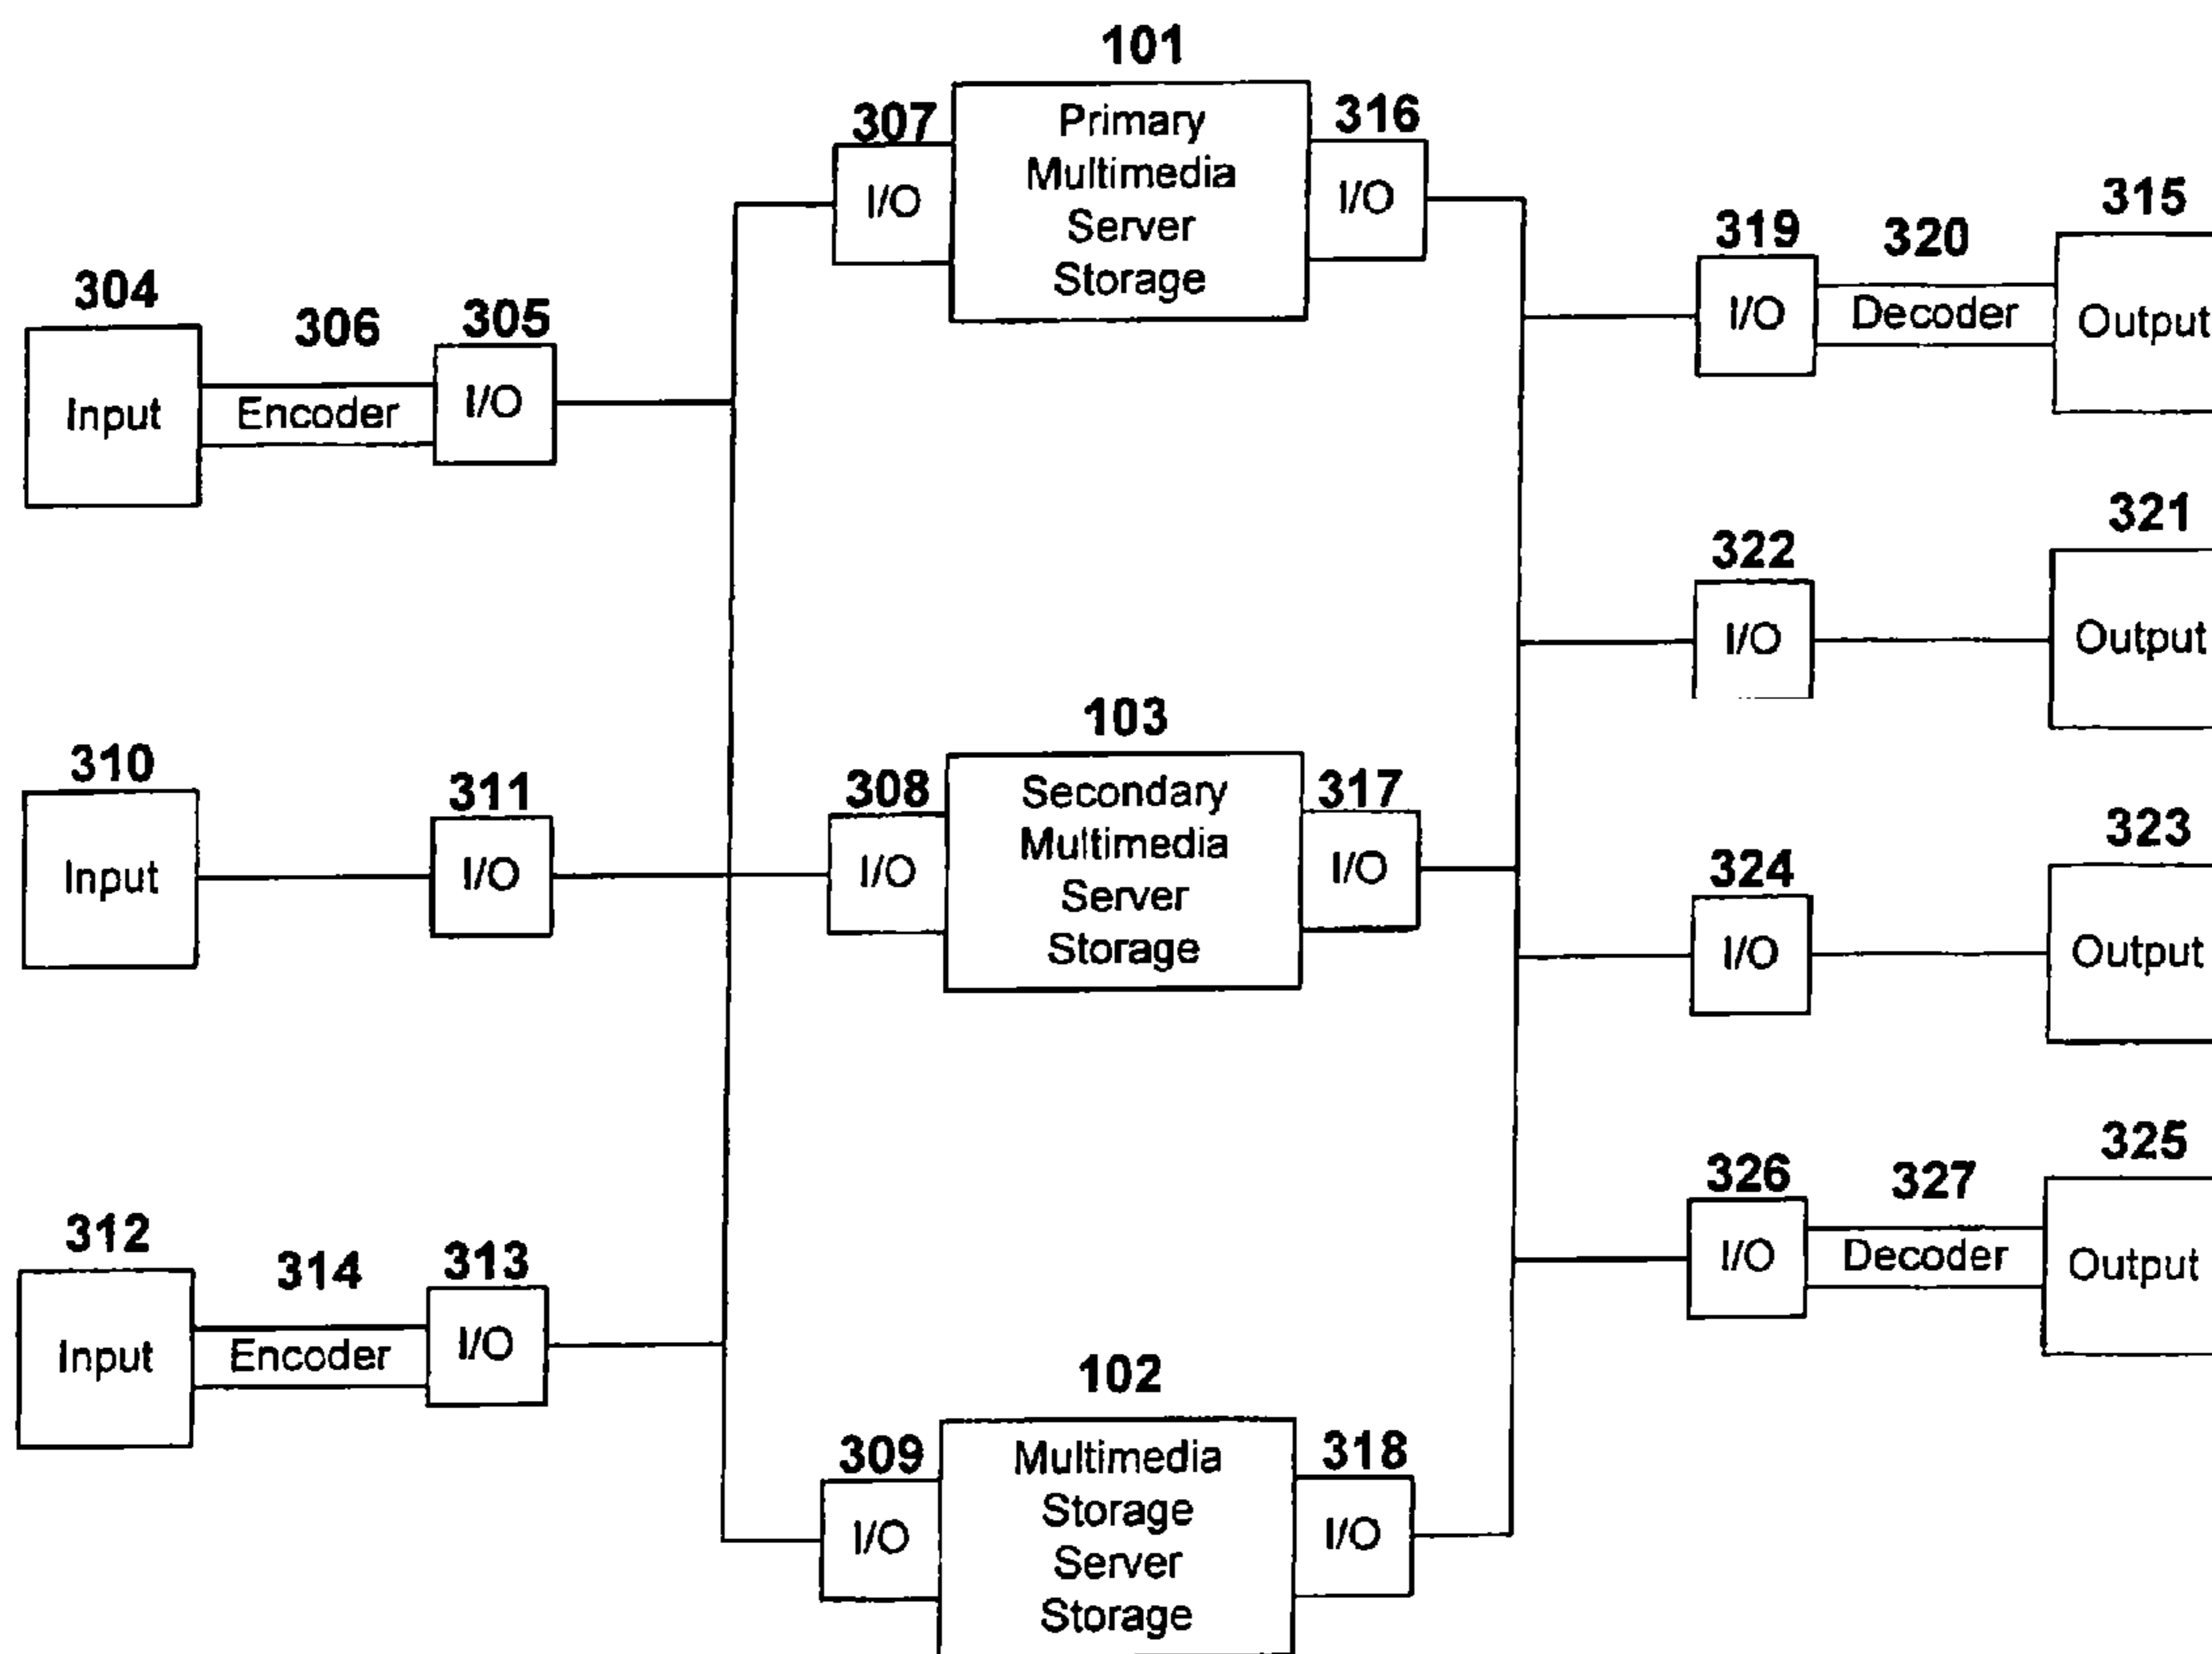 101
307
Primary
Multimedia
Server
Storage
316
I/O
I/O
304
306
305
Input
Encoder
I/O
319
320
315
I/O
Decoder
Output
322
321
I/O
Output
310
311
Input
I/O
103
308
Secondary
Multimedia
Server
Storage
317
I/O
I/O
324
323
I/O
Output
312
314
313
Input
Encoder
I/O
326
327
325
I/O
Decoder
Output
102
309
Multimedia
Storage
Server
Storage
318
I/O
I/O